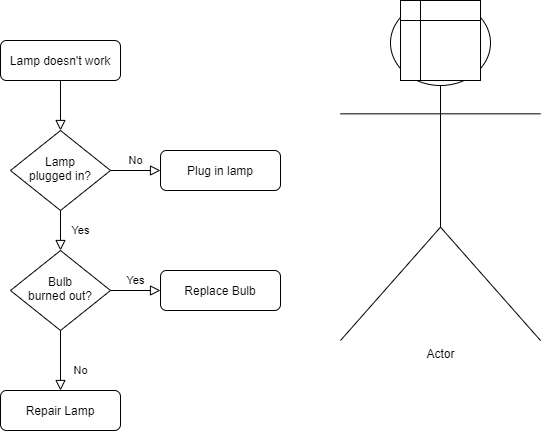 Lamp doesn't work
Lamp
plugged in?
No
Plug in lamp
Yes
Bulb
burned out?
Yes
Replace Bulb
No
Repair Lamp
Actor